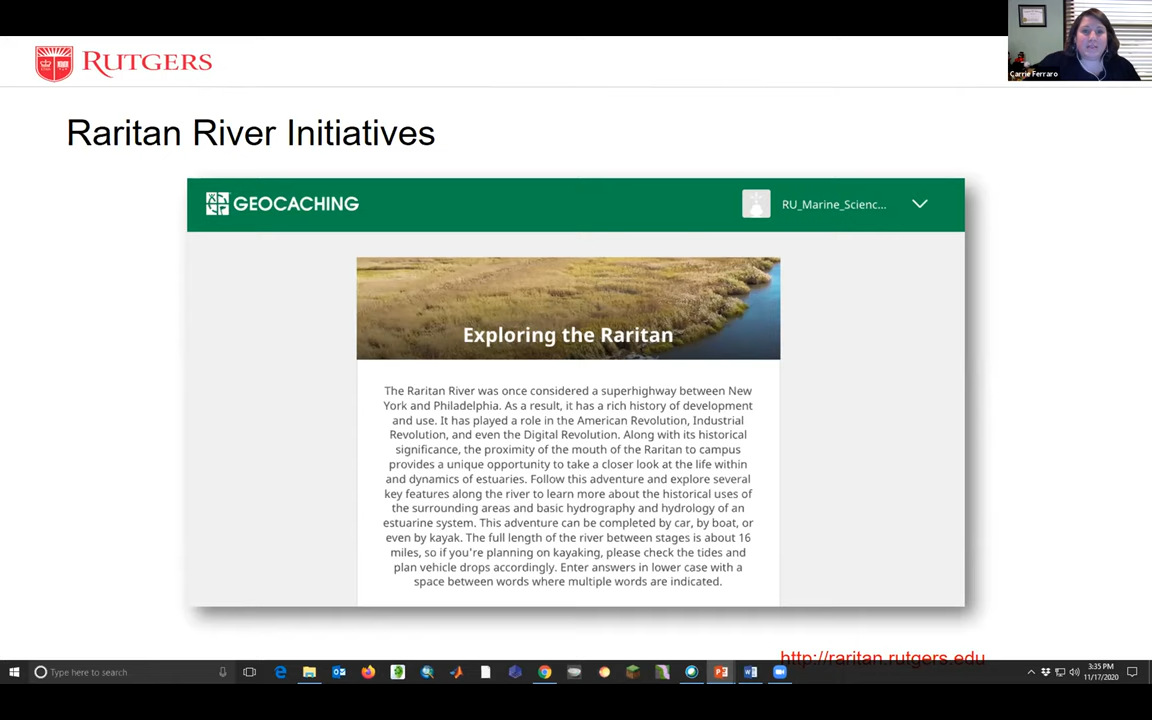 RUTGERS
Carrie Ferraro
Raritan River Initiatives
GEOCACHING
RU_Marine_Scienc...
Exploring the Raritan
The Raritan River was once considered a superhighway between New
York and Philadelphia. As a result, it has a rich history of development
and use. It has played a role in the American Revolution, Industrial
Revolution, and even the Digital Revolution. Along with its historical
significance, the proximity of the mouth of the Raritan to campus
provides a unique opportunity to take a closer look at the life within
and dynamics of estuaries. Follow this adventure and explore several
key features along the river to learn more about the historical uses of
the surrounding areas and basic hydrography and hydrology of an
estuarine system. This adventure can be completed by car, by boat, or
even by kayak. The full length of the river between stages is about 16
miles, so if you're planning on kayaking, please check the tides and
plan vehicle drops accordingly. Enter answers in lower case with a
space between words where multiple words are indicated.
http://raritan.rutgers.edu
Type here to search
3:35 PM
11/17/2020